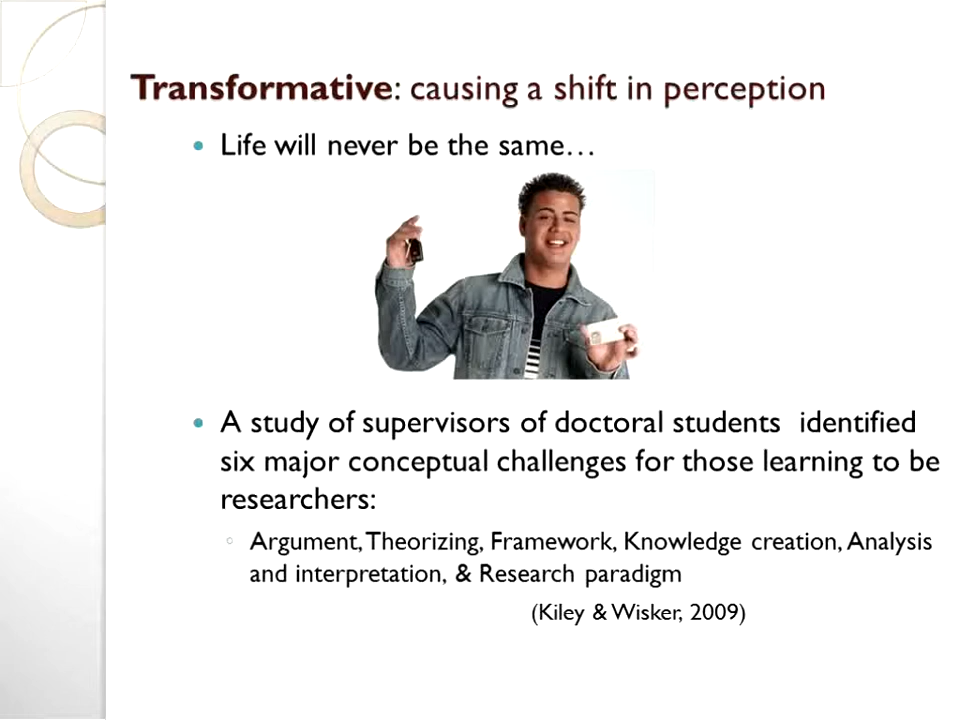 Transformative: causing a shift in perception
• Life will never be the same…
• A study of supervisors of doctoral students  identified
six major conceptual challenges for those learning to be
researchers:
◦ Argument, Theorizing, Framework, Knowledge creation, Analysis
and interpretation, & Research paradigm
(Kiley & Wisker, 2009)